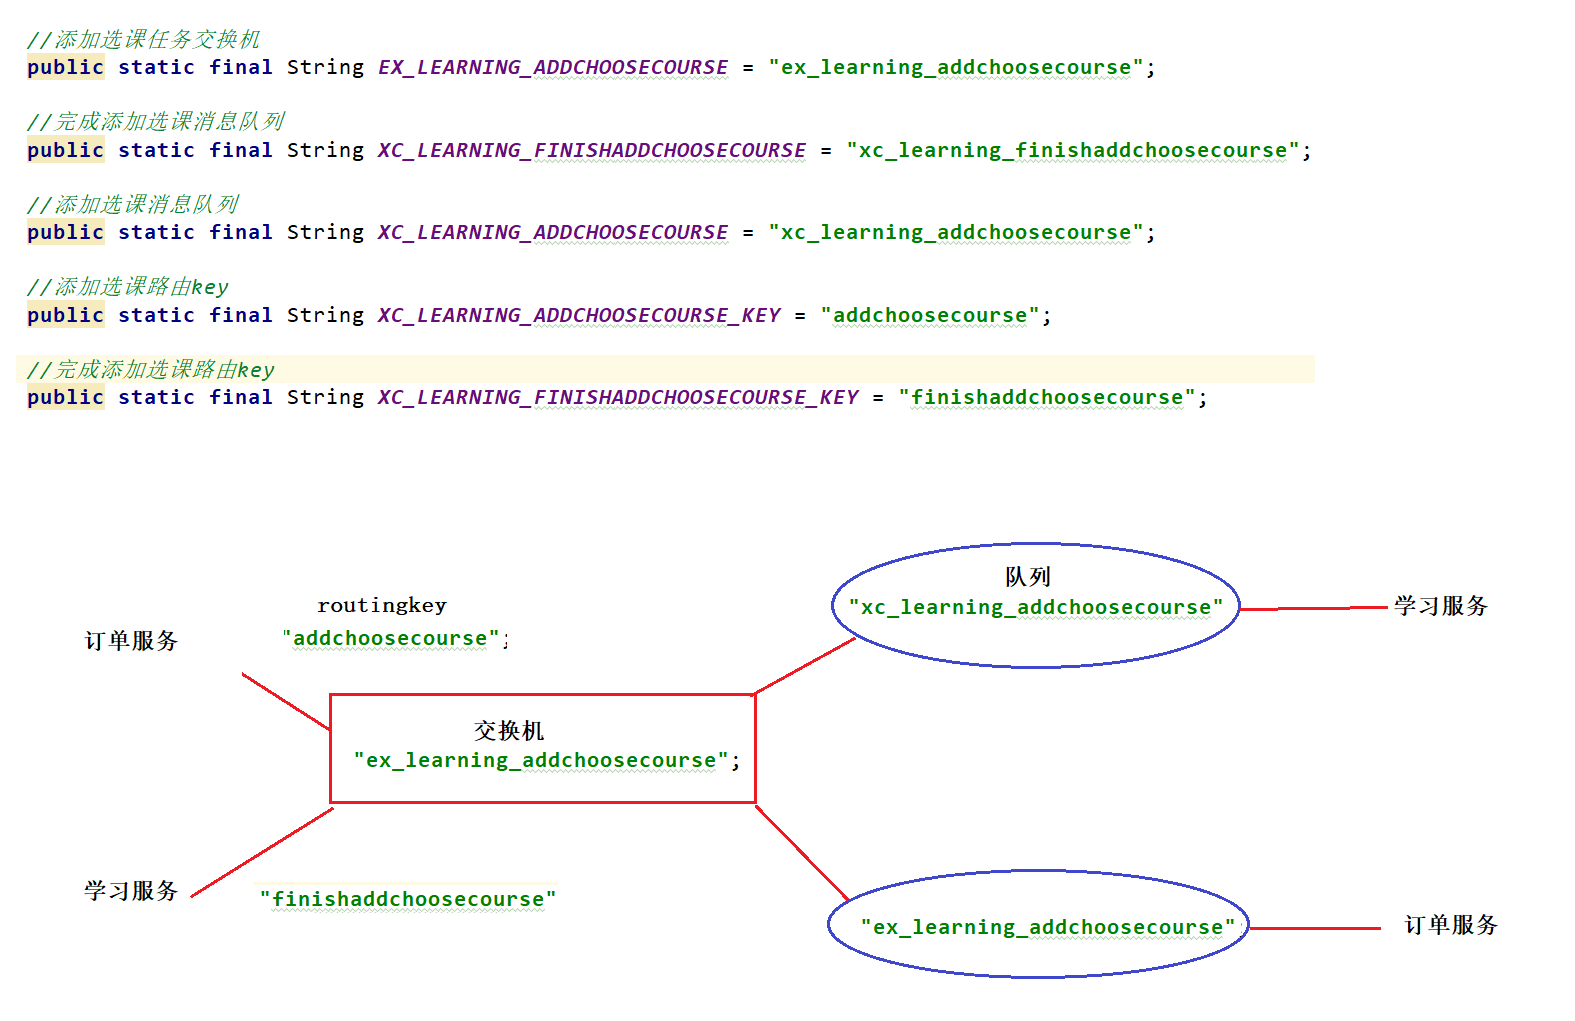 //添加选课任务交换机
public static final String EX_LEARNING_ADDCHOOSECOURSE = "ex_learning_addchoosecourse";
//完成添加选课消息队列
public static final String XC_LEARNING_FINISHADDCHOOSECOURSE = "xc_learning_finishaddchoosecourse";
//添加选课消息队列
public static final String XC_LEARNING_ADDCHOOSECOURSE = "xc_learning_addchoosecourse";
//添加选课路由key
public static final String XC_LEARNING_ADDCHOOSECOURSE_KEY = "addchoosecourse";
//完成添加选课路由key
public static final String XC_LEARNING_FINISHADDCHOOSECOURSE_KEY = "finishaddchoosecourse";
队列
"xc_learning_addchoosecourse"
学习服务
routingkey
"addchoosecourse";
订单服务
交换机
"ex_learning_addchoosecourse";
学习服务
"finishaddchoosecourse"
"ex_learning_addchoosecourse"
订单服务